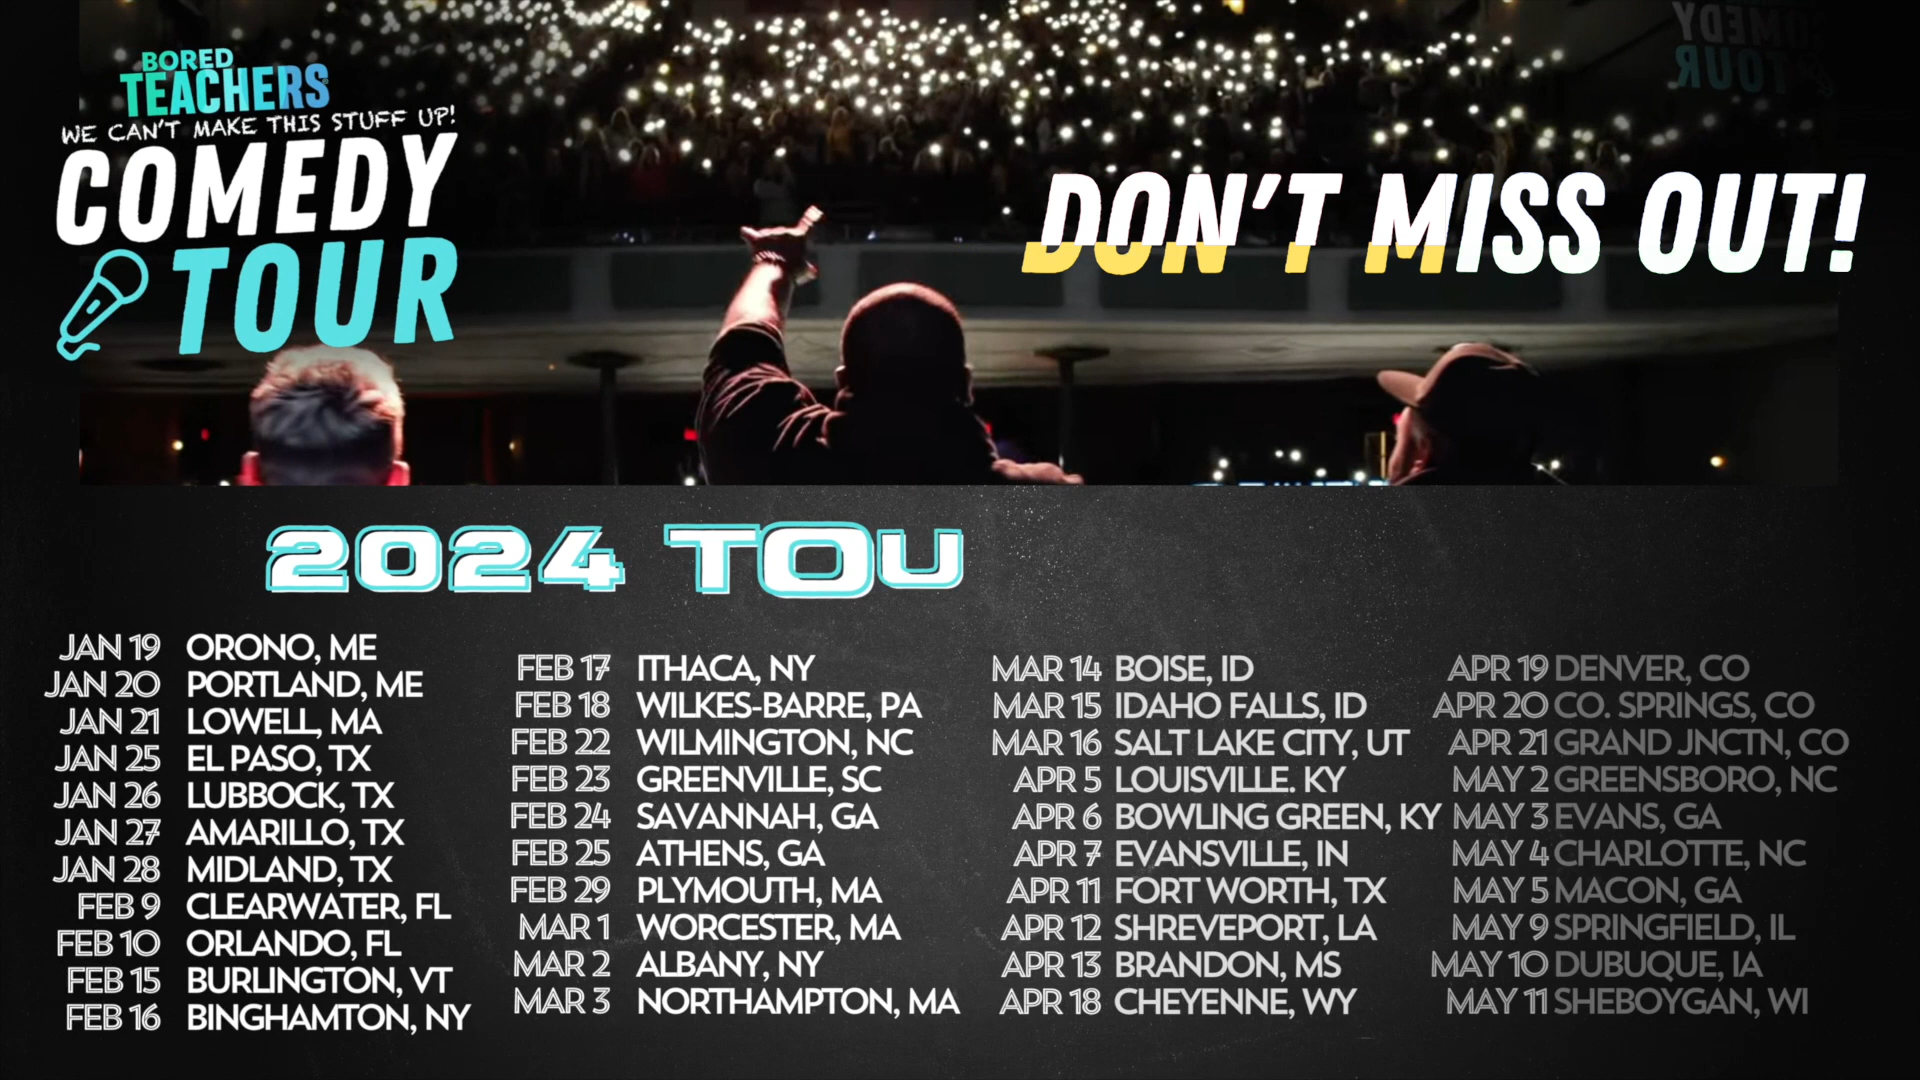 BORED
TEACHERS
WE CAN'T MAKE THIS STUFF UP!
COMEDY
TOUR
COMEDY
TOUR
DON'T MISS OUT!
2024 TOU
JAN 19 ORONO, ME
JAN 20 PORTLAND, ME
JAN 21 LOWELL, MA
JAN 25 EL PASO, TX
JAN 26 LUBBOCK, TX
JAN 27 AMARILLO, TX
JAN 28 MIDLAND, TX
FEB 9 CLEARWATER, FL
FEB 10 ORLANDO, FL
FEB 15 BURLINGTON, VT
FEB 16 BINGHAMTON, NY
FEB 17 ITHACA, NY
FEB 18 WILKES-BARRE, PA
FEB 22 WILMINGTON, NC
FEB 23 GREENVILLE, SC
FEB 24 SAVANNAH, GA
FEB 25 ATHENS, GA
FEB 29 PLYMOUTH, MA
MAR 1 WORCESTER, MA
MAR 2 ALBANY, NY
MAR 3 NORTHAMPTON, MA
MAR 14 BOISE, ID
MAR 15 IDAHO FALLS, ID
MAR 16 SALT LAKE CITY, UT
APR 5 LOUISVILLE. KY
APR 6 BOWLING GREEN, KY
APR 7 EVANSVILLE, IN
APR 11 FORT WORTH, TX
APR 12 SHREVEPORT, LA
APR 13 BRANDON, MS
APR 18 CHEYENNE, WY
APR 19 DENVER, CO
APR 20 CO. SPRINGS, CO
APR 21 GRAND JNCTN, CO
MAY 2 GREENSBORO, NC
MAY 3 EVANS, GA
MAY 4 CHARLOTTE, NC
MAY 5 MACON, GA
MAY 9 SPRINGFIELD, IL
MAY 10 DUBUQUE, IA
MAY 11 SHEBOYGAN, WI